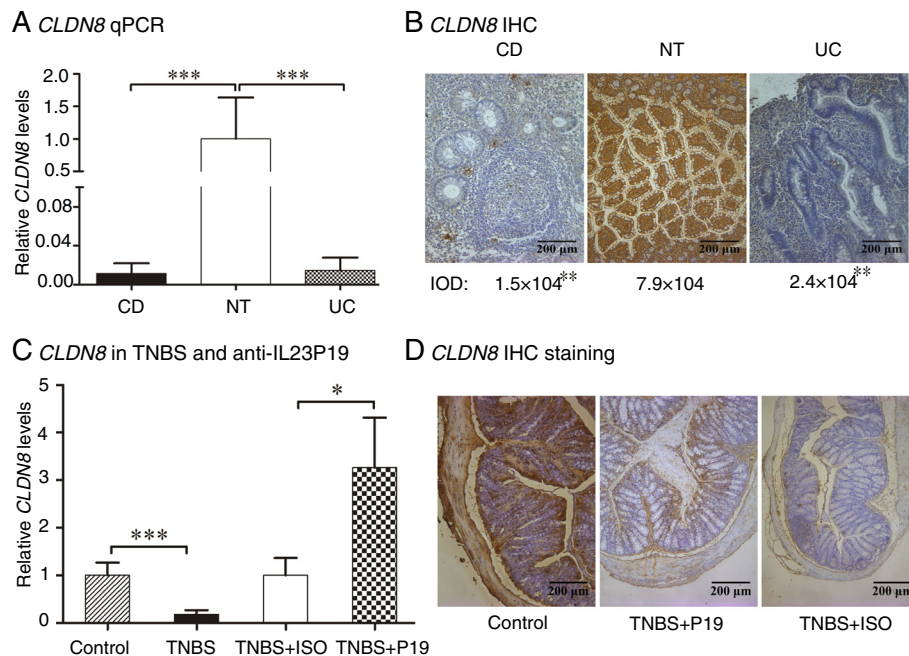 A CLDN8 qPCR
Relative CLDN8 levels
2.0
1.5
1.0
0.5
0.04
0.00
***
***
CD
NT
UC
B CLDN8 IHC
CD
NT
UC
200 µm
200 µm
200 µm
IOD: 1.5×104** 7.9×104 2.4×104**
C CLDN8 in TNBS and anti-IL23P19
Relative CLDN8 levels
5
4
3
2
1
0
***
*
Control
TNBS
TNBS+ISO
TNBS+P19
D CLDN8 IHC staining
200 µm
200 µm
200 µm
Control
TNBS+P19
TNBS+ISO